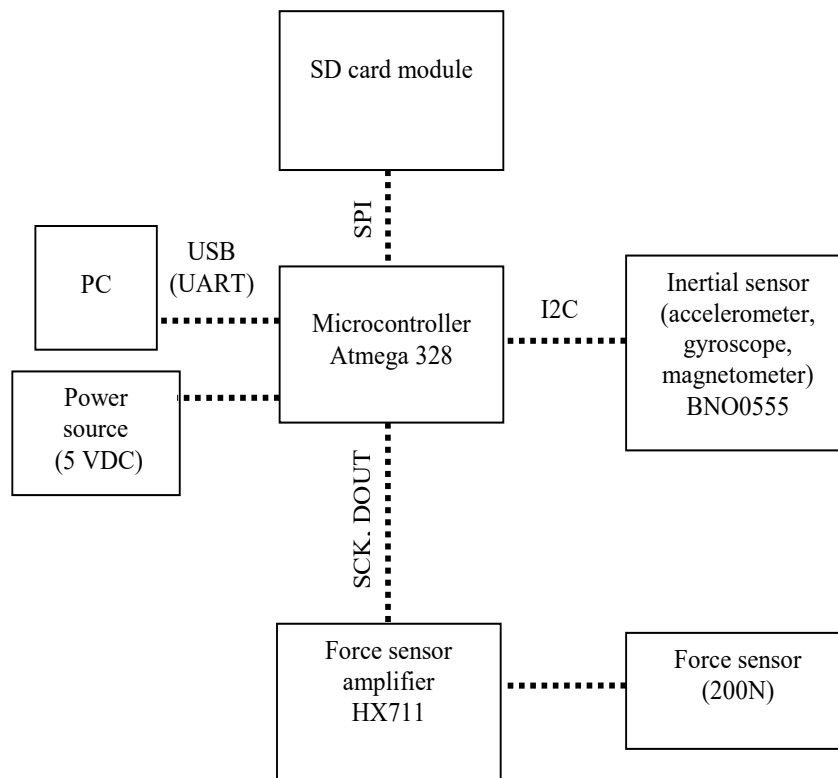 SD card module
SPI
PC
USB
(UART)
Microcontroller
Atmega 328
I2C
Inertial sensor
(accelerometer,
gyroscope,
magnetometer)
BNO0555
Power
source
(5 VDC)
SCK. DOUT
Force sensor
amplifier
HX711
Force sensor
(200N)